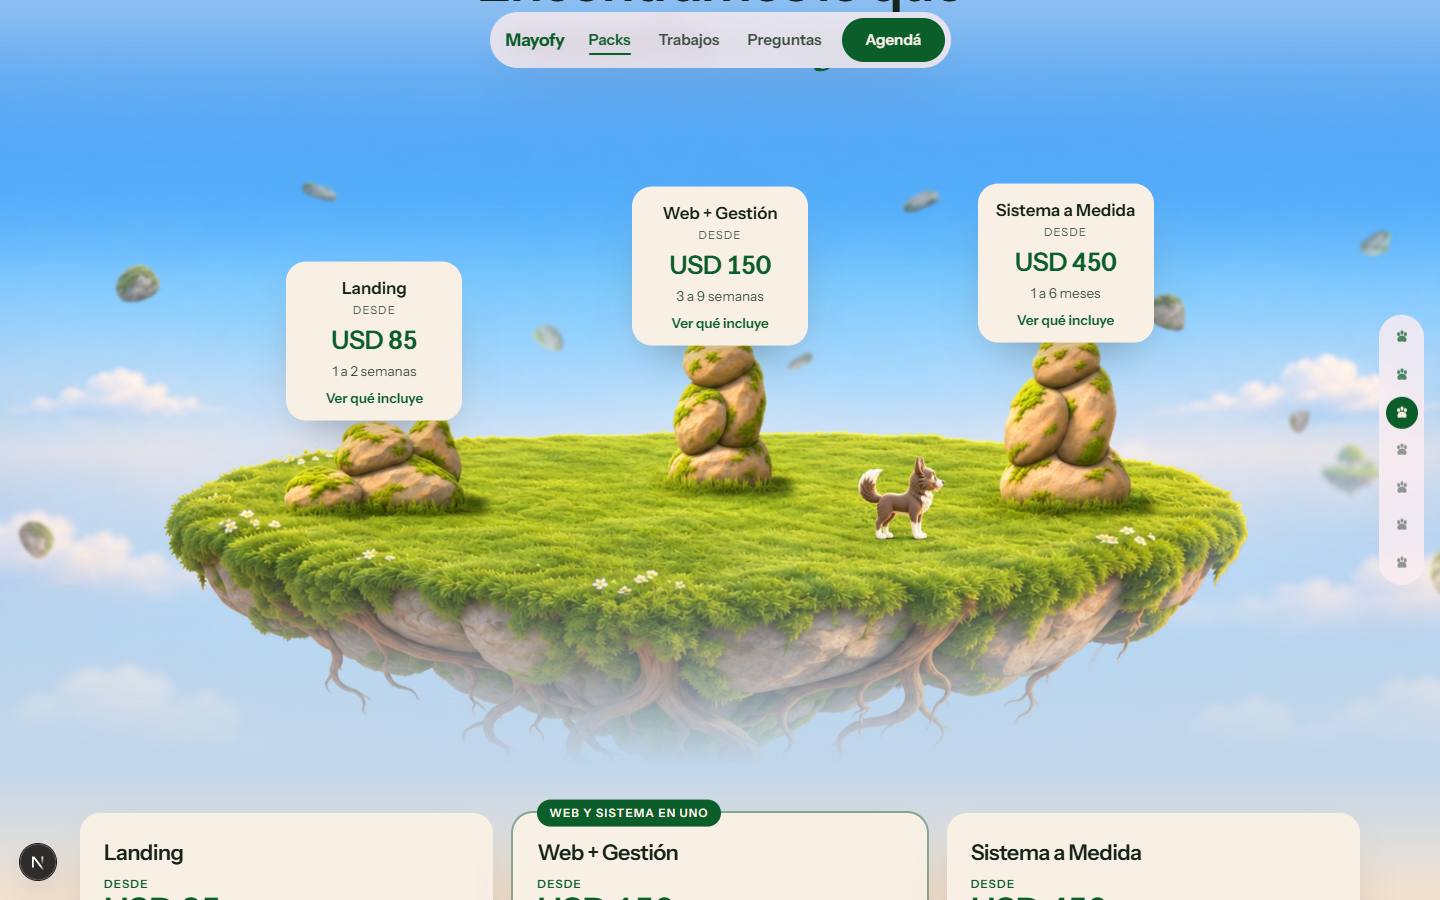 Mayofy Packs Trabajos Preguntas Agendá
Landing
DESDE
USD 85
1 a 2 semanas
Ver qué incluye
Web + Gestión
DESDE
USD 150
3 a 9 semanas
Ver qué incluye
Sistema a Medida
DESDE
USD 450
1 a 6 meses
Ver qué incluye
Landing
DESDE
WEB Y SISTEMA EN UNO
Web + Gestión
DESDE
Sistema a Medida
DESDE
N